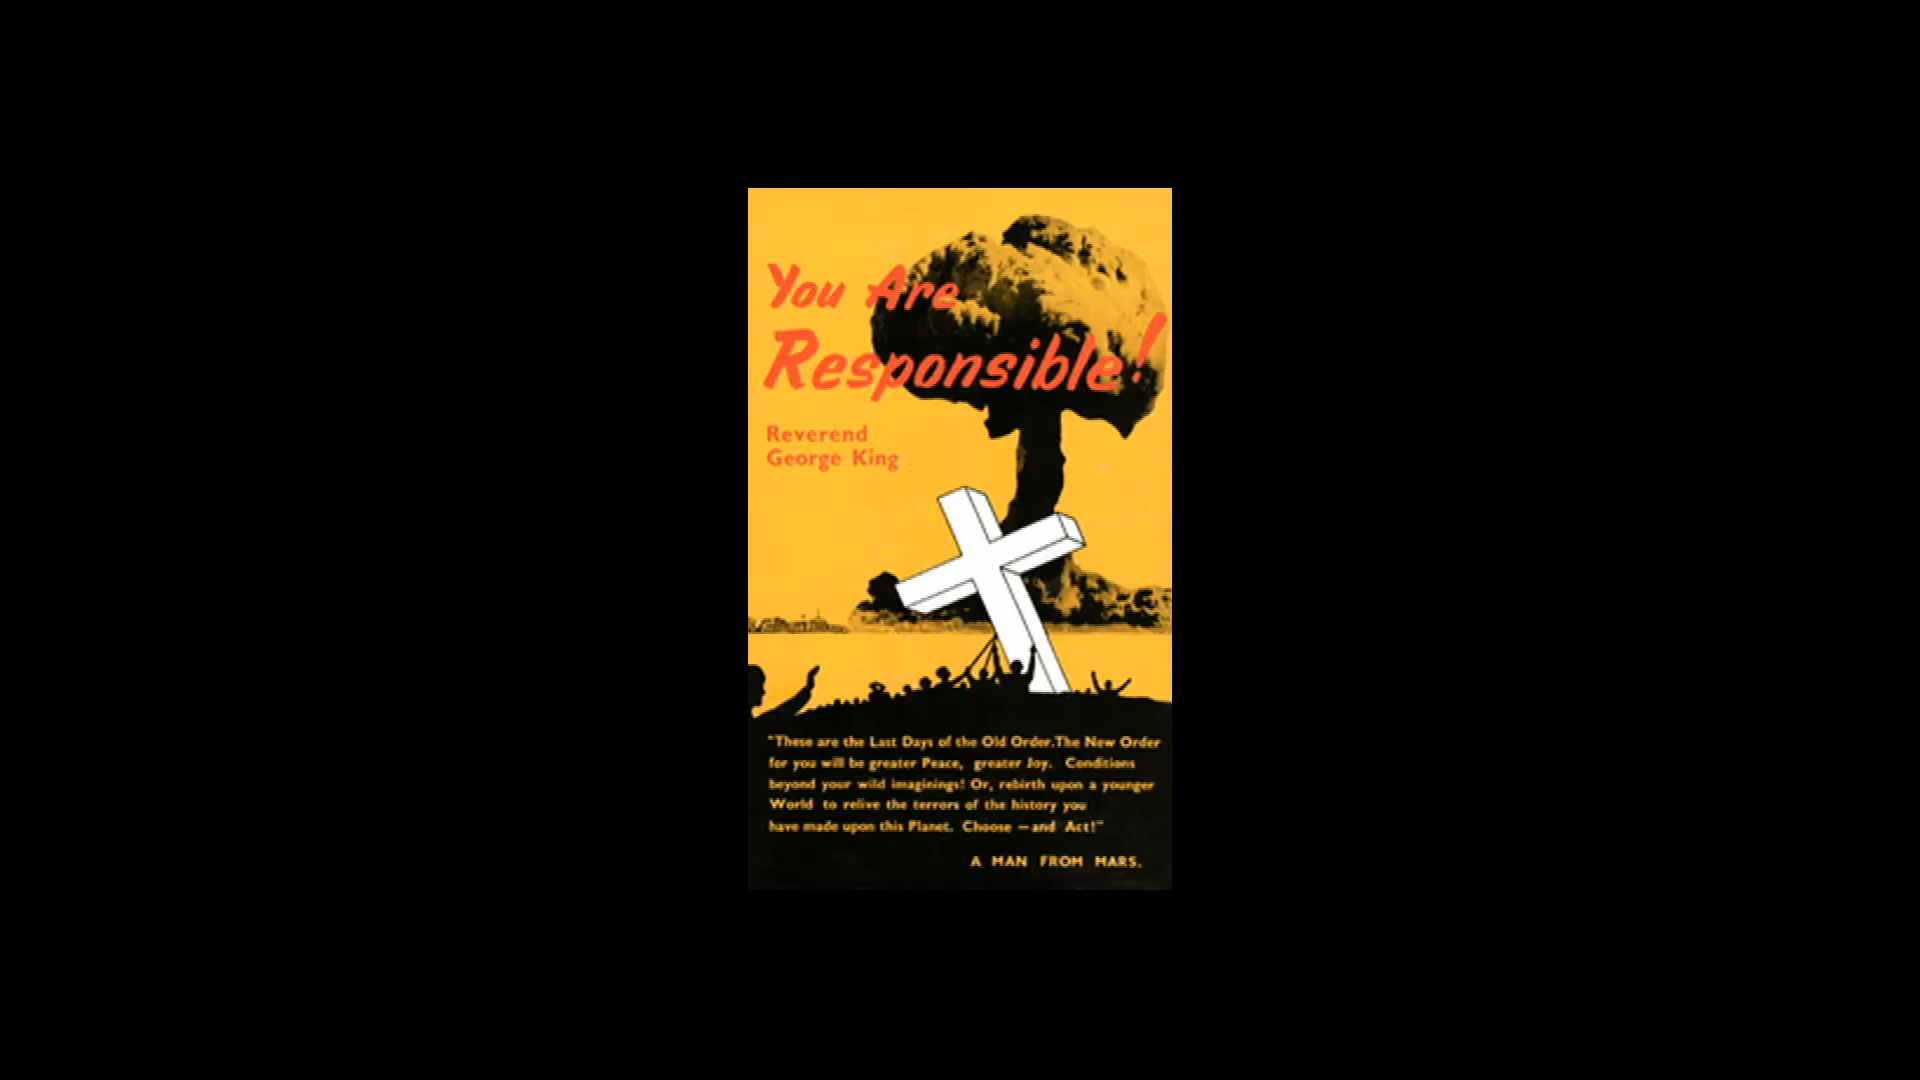 You Are
Responsible!
Reverend
George King
"These are the Last Days of the Old Order.The New Order
for you will be greater Peace, greater Joy. Conditions
beyond your wild imaginings! Or, rebirth upon a younger
World to relive the terrors of the history you
have made upon this Planet. Choose —and Act!"
A MAN FROM MARS.